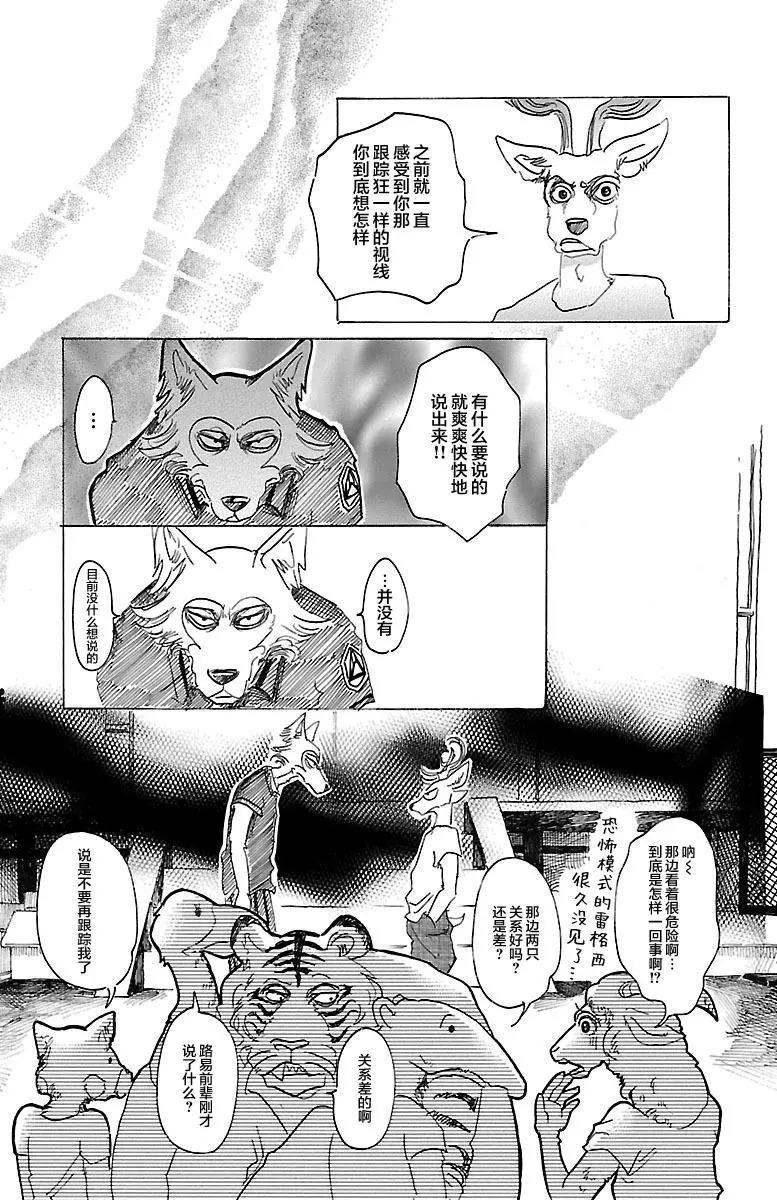 之前就一直
感受到你那
跟踪狂一样的视线
你到底想怎样
有什么要说的
就爽爽快快地
说出来!!
…
…并没有
目前没什么想说的
呐～
那边看着很危险啊…
到底是怎样一回事啊!?
恐怖模式的雷格西
很久没见了…
那边两只
关系好吗?
还是差?
关系差的啊
路易前辈刚才
说了什么?
说是不要再跟踪我了